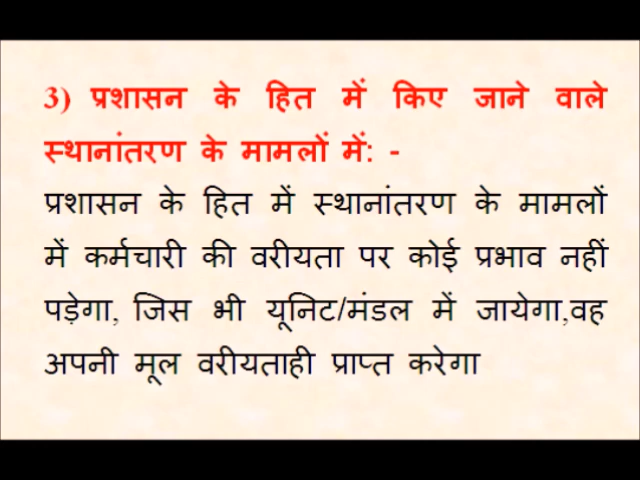 3) प्रशासन के हित में किए जाने वाले
स्थानांतरण के मामलों में: -
प्रशासन के हित में स्थानांतरण के मामलों
में कर्मचारी की वरीयता पर कोई प्रभाव नहीं
पड़ेगा, जिस भी यूनिट/मंडल में जायेगा,वह
अपनी मूल वरीयताही प्राप्त करेगा